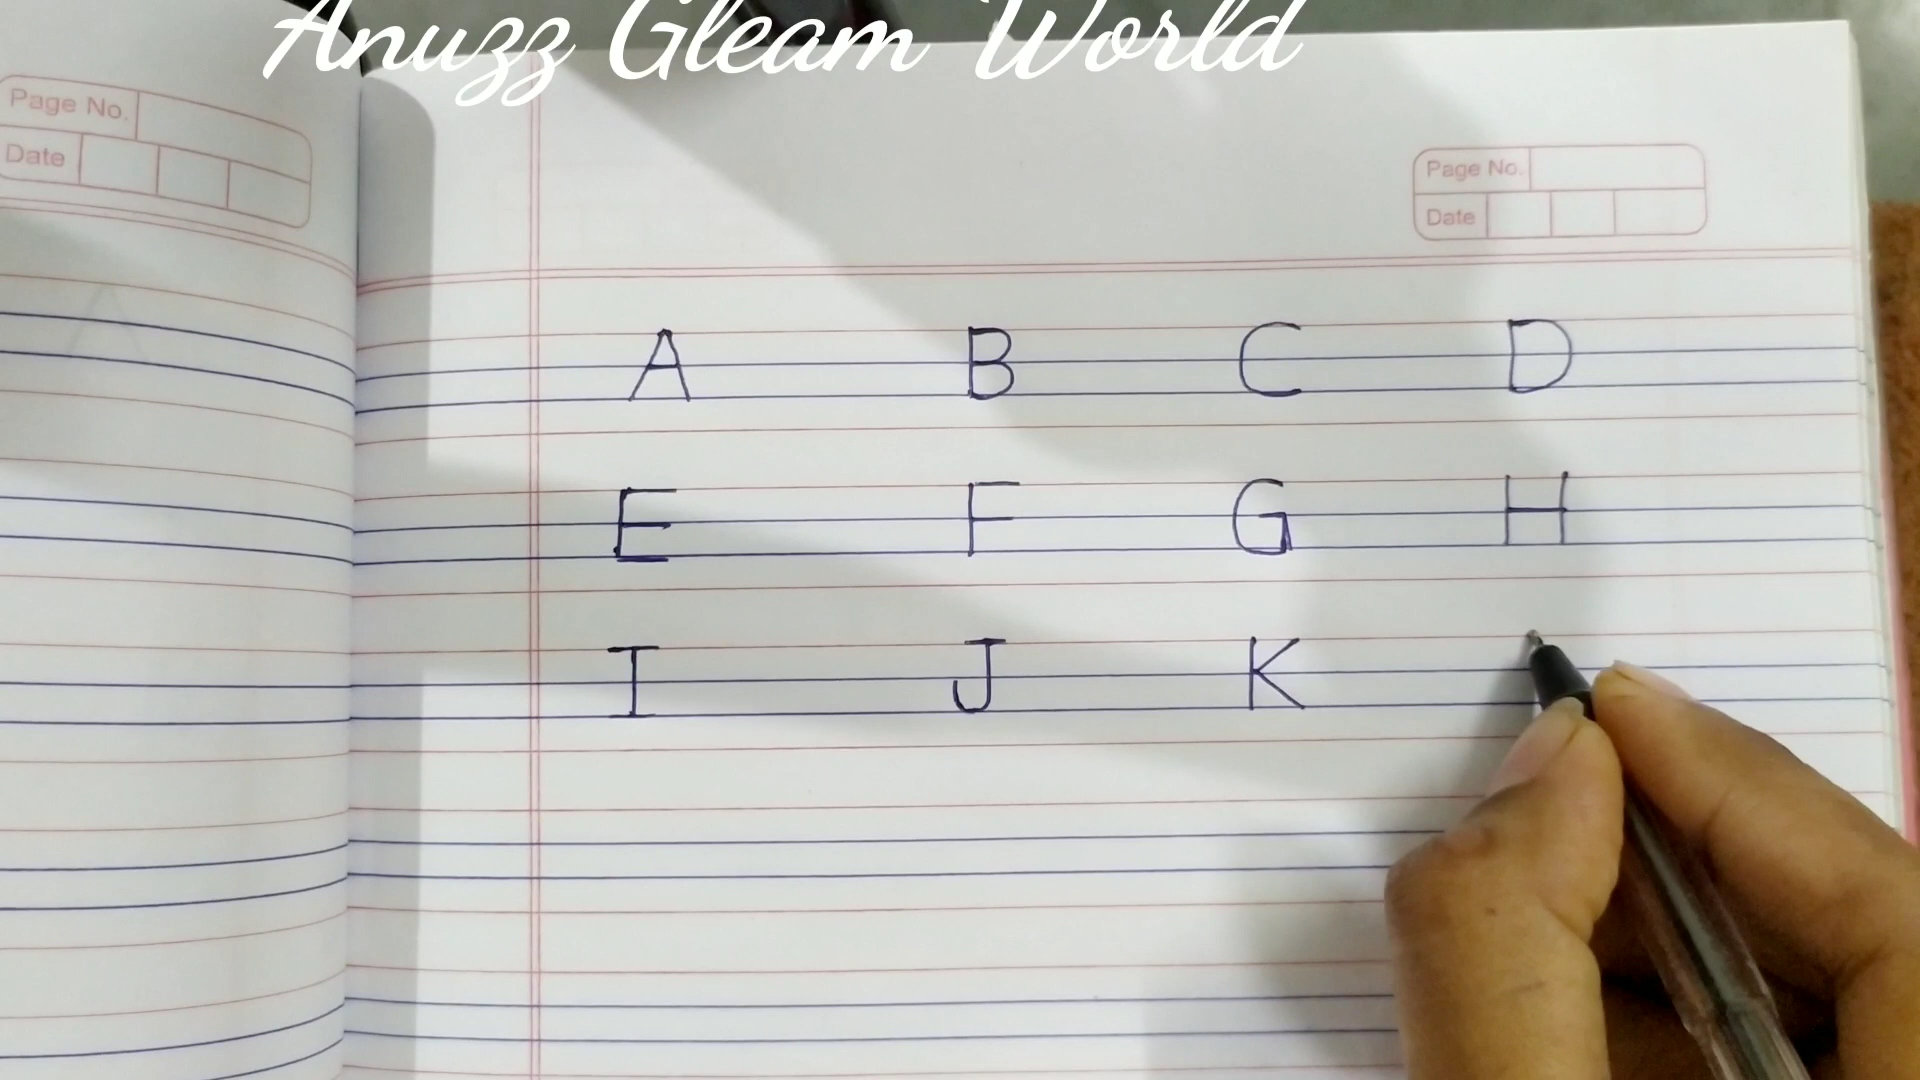 Anuzz Gleam World
Page No.
Date
Page No.
Date
A B C D
E F G H
I J K